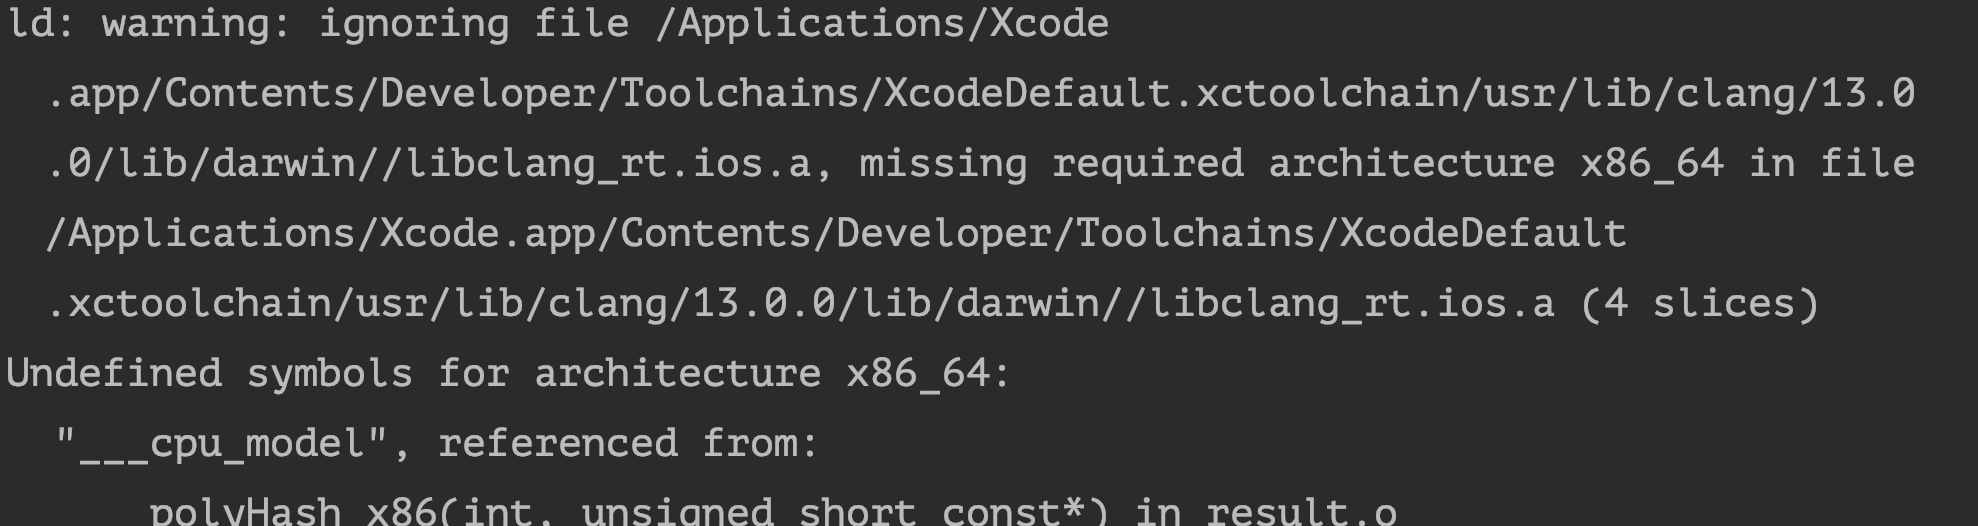 ld: warning: ignoring file /Applications/Xcode
.app/Contents/Developer/Toolchains/XcodeDefault.xctoolchain/usr/lib/clang/13.0
.0/lib/darwin//libclang_rt.ios.a, missing required architecture x86_64 in file
/Applications/Xcode.app/Contents/Developer/Toolchains/XcodeDefault
.xctoolchain/usr/lib/clang/13.0.0/lib/darwin//libclang_rt.ios.a (4 slices)
Undefined symbols for architecture x86_64:
"___cpu_model", referenced from:
polyHash_x86(int, unsigned short const*) in result.o